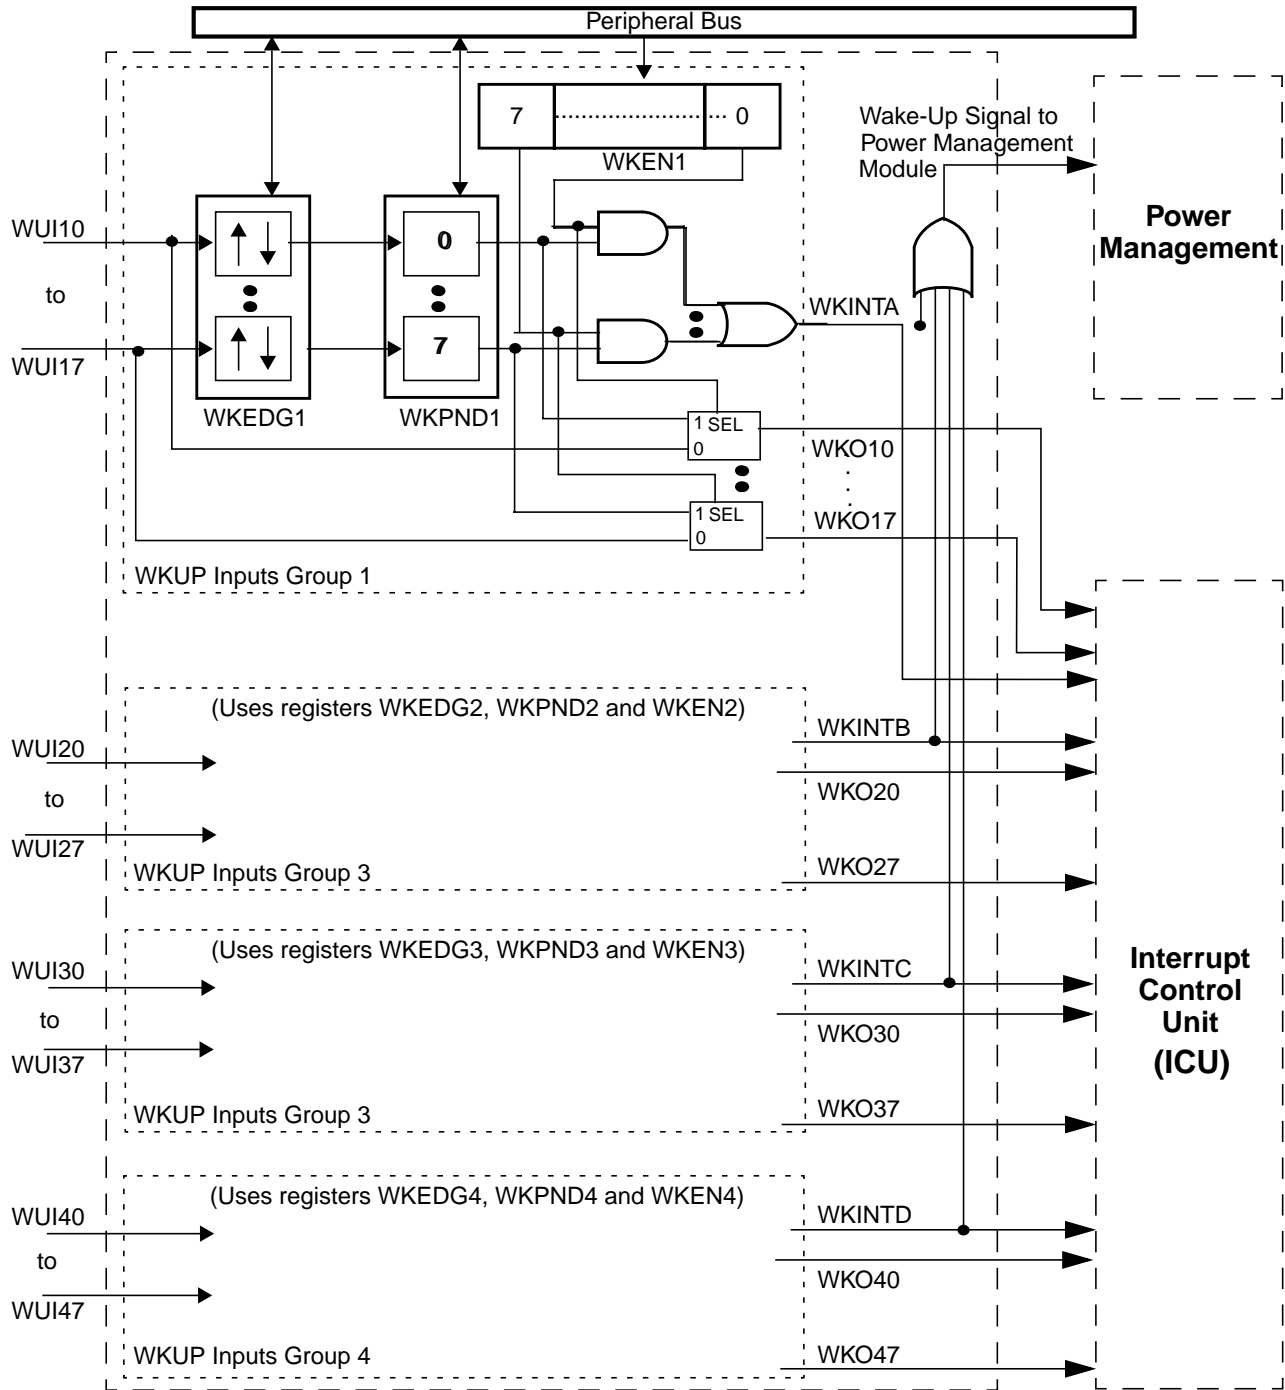 Peripheral Bus
7 0
WKEN1
Wake-Up Signal to
Power Management
Module
Power
Management
WUI10
to
WUI17
0
7
WKEDG1
WKPND1
WKINTA
1 SEL
0
WKO10
.
.
.
1 SEL
0
WKO17
WKUP Inputs Group 1
(Uses registers WKEDG2, WKPND2 and WKEN2)
WUI20
to
WUI27
WKINTB
WKO20
WKO27
WKUP Inputs Group 3
(Uses registers WKEDG3, WKPND3 and WKEN3)
WUI30
to
WUI37
WKINTC
WKO30
WKO37
WKUP Inputs Group 3
Interrupt
Control
Unit
(ICU)
(Uses registers WKEDG4, WKPND4 and WKEN4)
WUI40
to
WUI47
WKINTD
WKO40
WKO47
WKUP Inputs Group 4